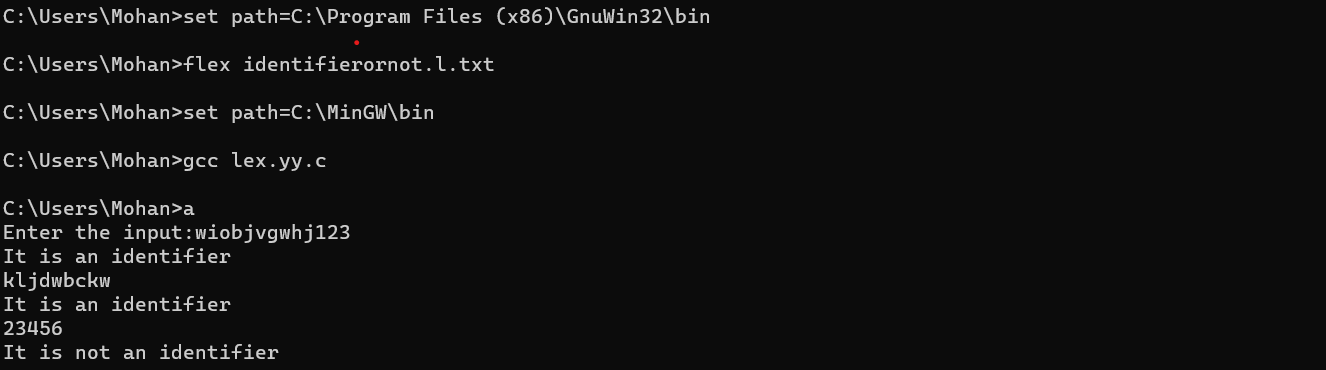 C:\Users\Mohan>set path=C:\Program Files (x86)\GnuWin32\bin
C:\Users\Mohan>flex identifierornot.l.txt
C:\Users\Mohan>set path=C:\MinGW\bin
C:\Users\Mohan>gcc lex.yy.c
C:\Users\Mohan>a
Enter the input:wiobjvgwhj123
It is an identifier
kljdwbckw
It is an identifier
23456
It is not an identifier